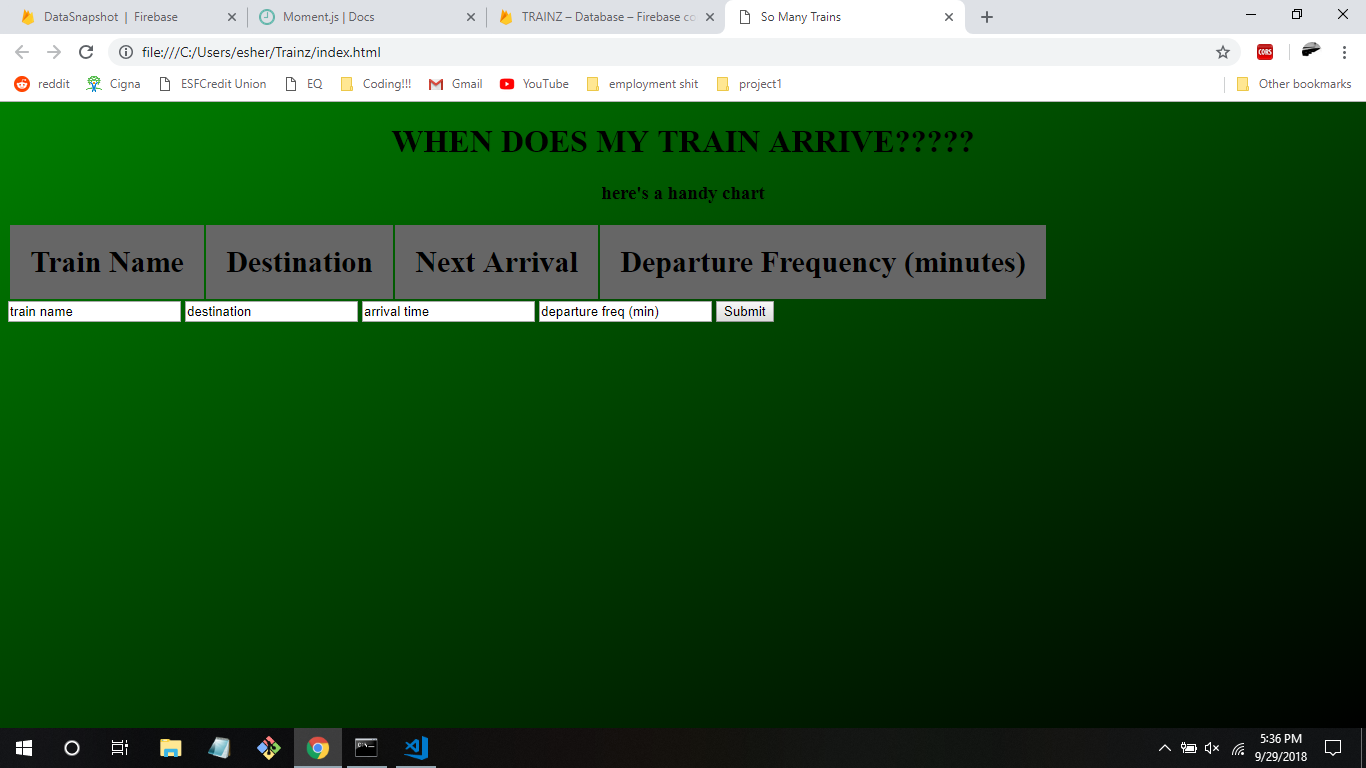 DataSnapshot | Firebase
Moment.js | Docs
TRAINZ – Database – Firebase co
So Many Trains
file:///C:/Users/esher/Trainz/index.html
CORS
reddit Cigna ESFCredit Union EQ Coding!!! Gmail YouTube employment shit project1 Other bookmarks
WHEN DOES MY TRAIN ARRIVE?????
here's a handy chart
Train Name Destination Next Arrival Departure Frequency (minutes)
train name destination arrival time departure freq (min) Submit
5:36 PM
9/29/2018